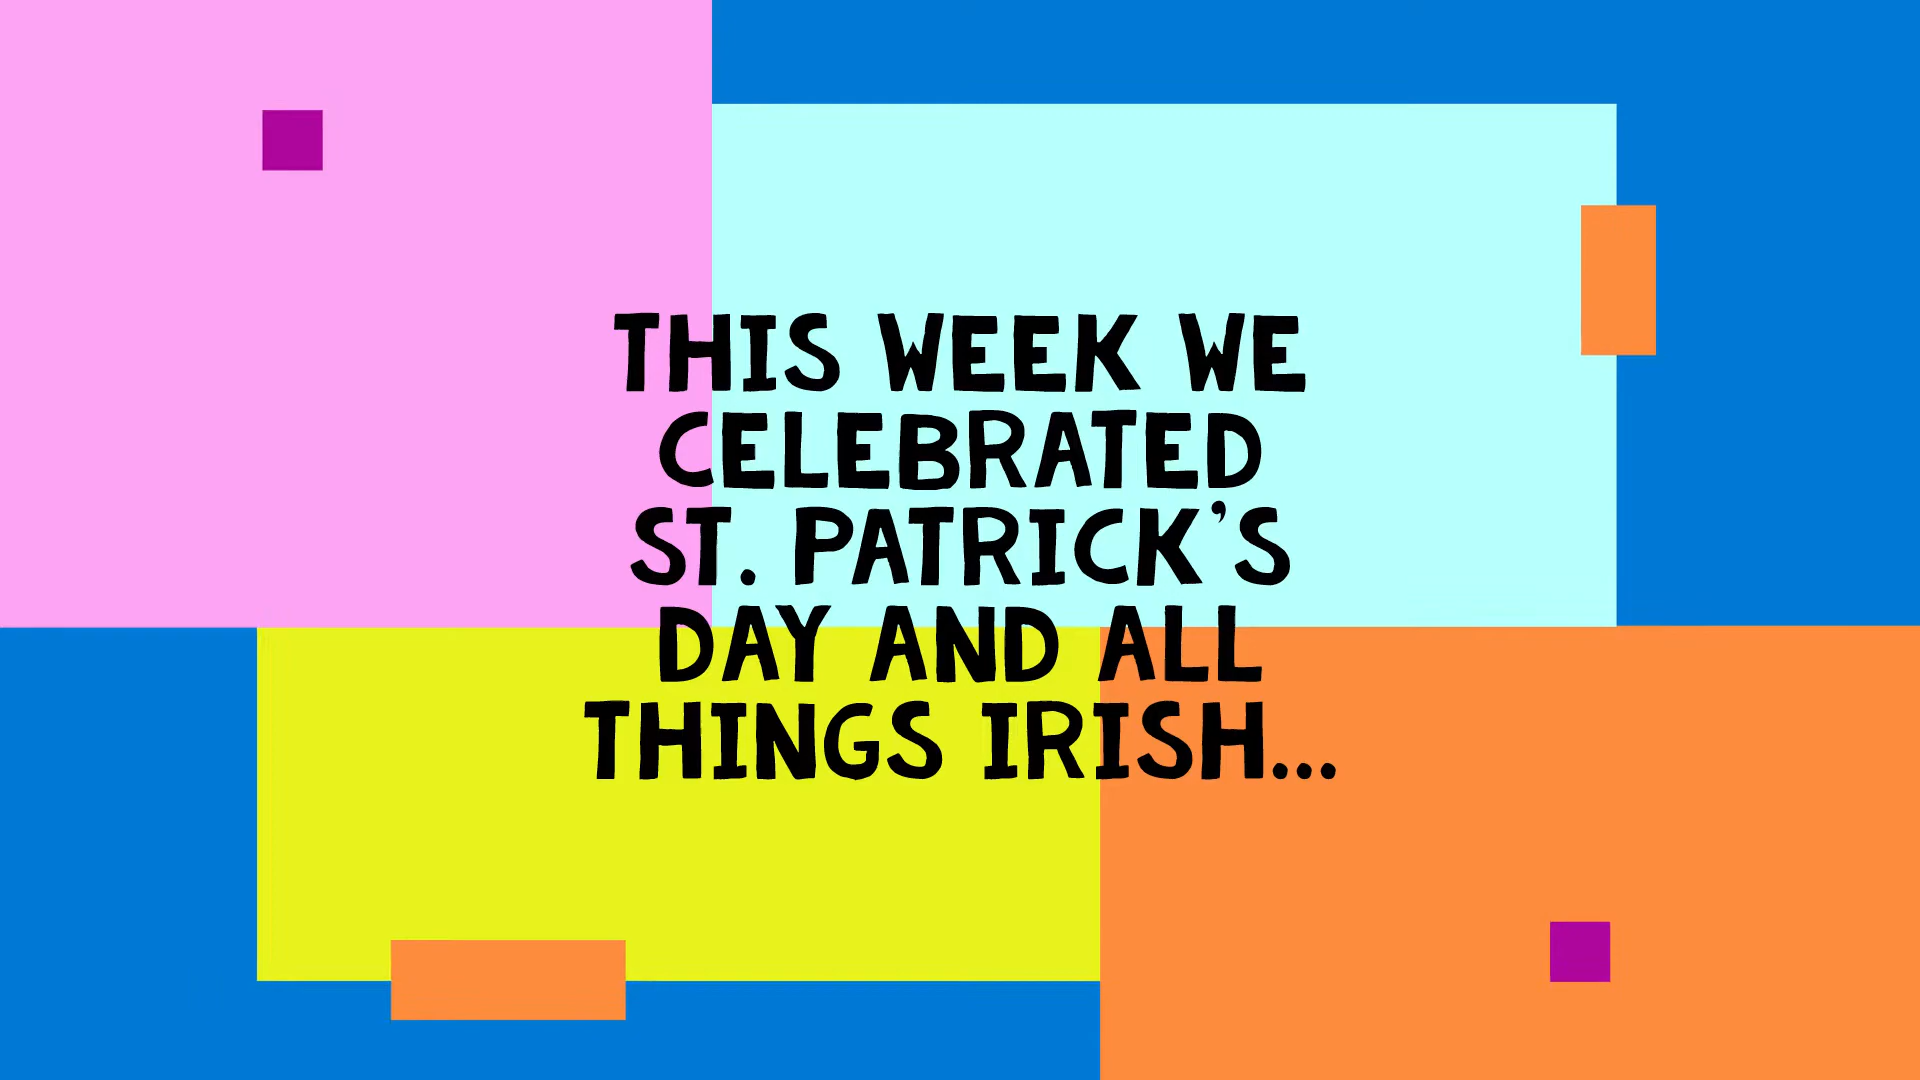 THIS WEEK WE
CELEBRATED
ST. PATRICK'S
DAY AND ALL
THINGS IRISH...